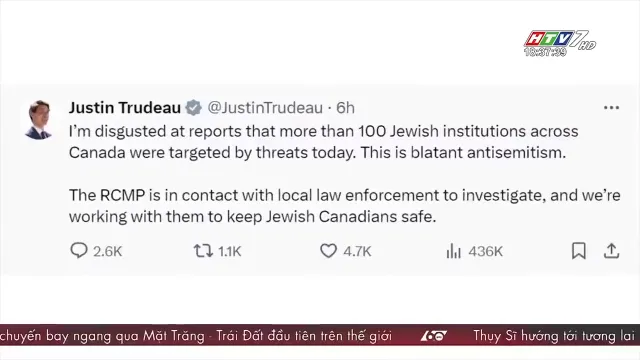 HTV7 HD
18:37:39
Justin Trudeau @JustinTrudeau · 6h
I'm disgusted at reports that more than 100 Jewish institutions across
Canada were targeted by threats today. This is blatant antisemitism.
The RCMP is in contact with local law enforcement to investigate, and we're
working with them to keep Jewish Canadians safe.
2.6K 1.1K 4.7K 436K
chuyến bay ngang qua Mặt Trăng - Trái Đất đầu tiên trên thế giới 60 Thụy Sĩ hướng tới tương lai